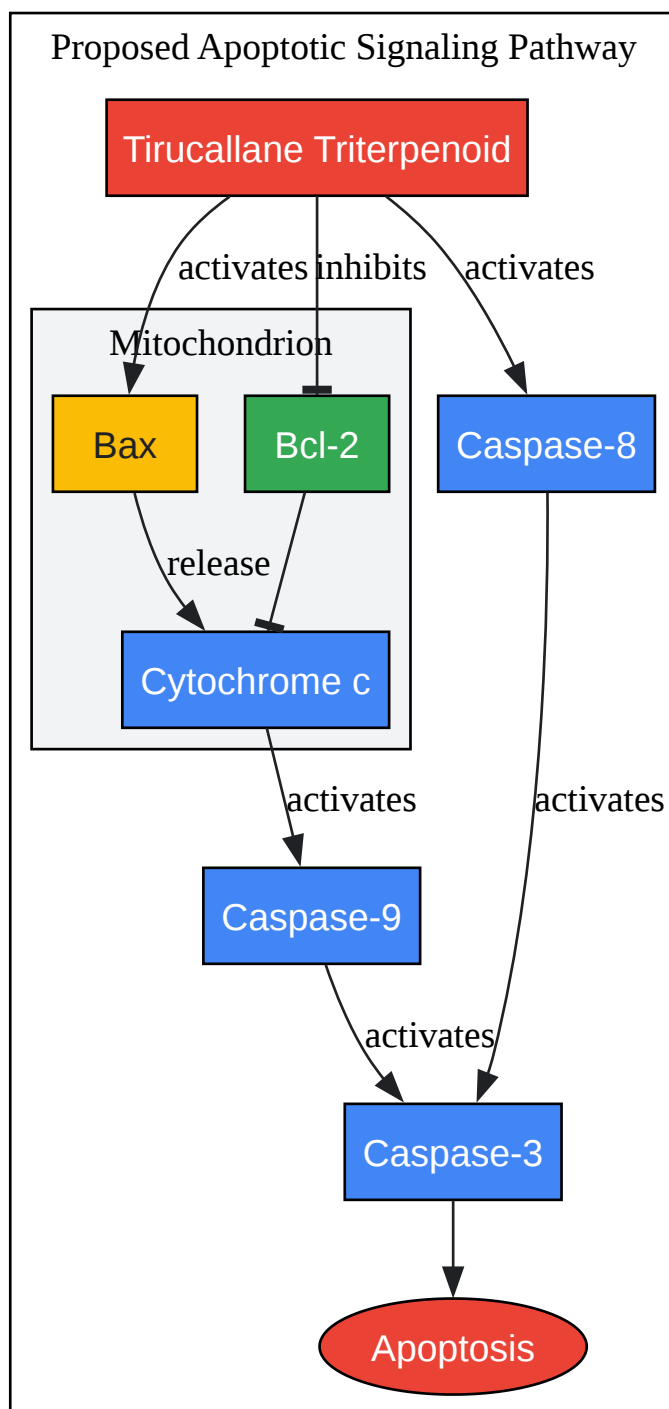 Proposed Apoptotic Signaling Pathway
Tirucallane Triterpenoid
activates
inhibits
activates
Mitochondrion
Bax
Bcl-2
Caspase-8
release
Cytochrome c
activates
activates
Caspase-9
activates
Caspase-3
Apoptosis